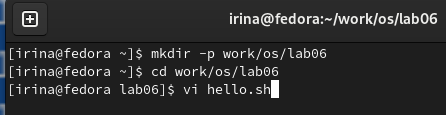 irina@fedora:~/work/os/lab06
[irina@fedora ~]$ mkdir -p work/os/lab06
[irina@fedora ~]$ cd work/os/lab06
[irina@fedora lab06]$ vi hello.sh